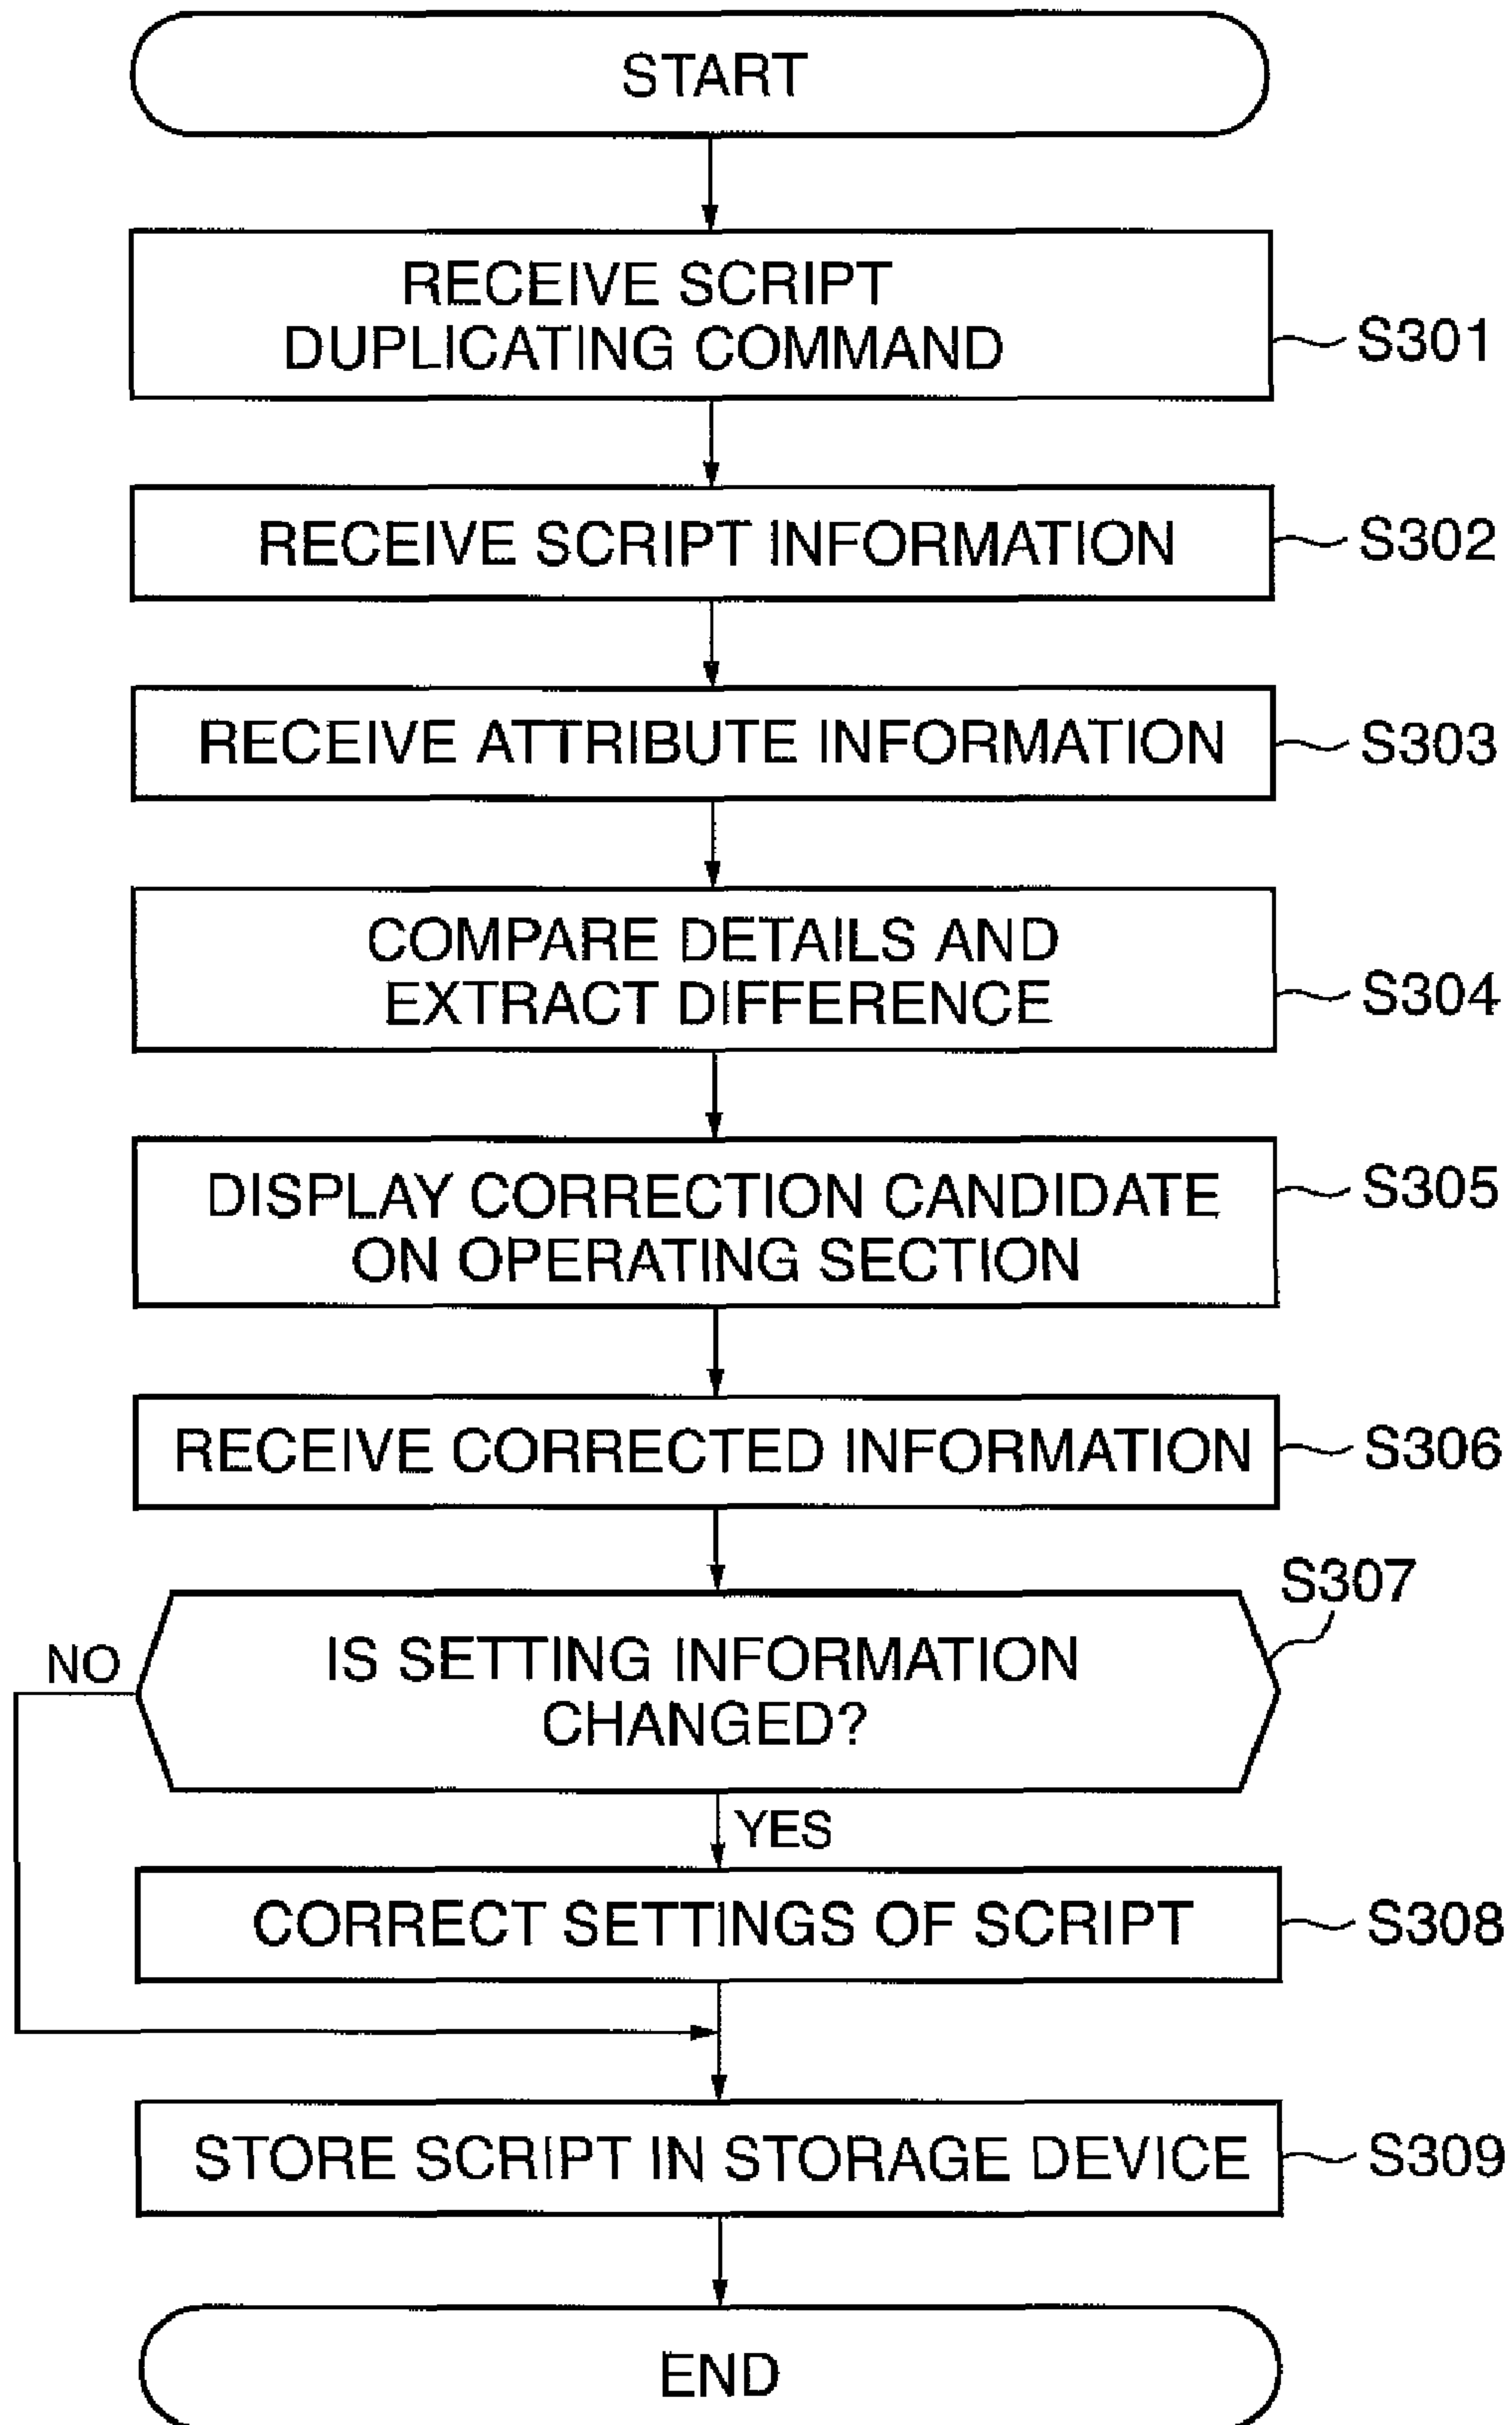 START
RECEIVE SCRIPT
DUPLICATING COMMAND
S301
RECEIVE SCRIPT INFORMATION
S302
RECEIVE ATTRIBUTE INFORMATION
S303
COMPARE DETAILS AND
EXTRACT DIFFERENCE
S304
DISPLAY CORRECTION CANDIDATE
ON OPERATING SECTION
S305
RECEIVE CORRECTED INFORMATION
S306
S307
NO
IS SETTING INFORMATION
CHANGED?
YES
CORRECT SETTINGS OF SCRIPT
S308
STORE SCRIPT IN STORAGE DEVICE
S309
END